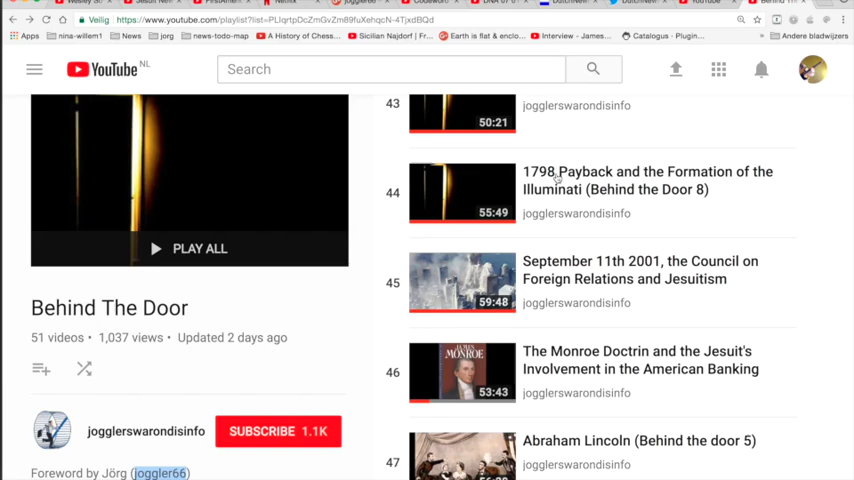 Veilig
https://www.youtube.com/playlist?list=PLIqrtpDcZmGvZm89fuXehqcN-4TjxdBQd
Apps
nina-willem1
News
jorg
news-todo-map
A History of Chess...
Sicilian Najdorf | Fr...
Earth is flat & enclo...
Interview - James...
Catalogus - Plugin...
Andere bladwijzers
YouTube NL
Search
43
50:21
jogglerswarondisinfo
44
55:49
1798 Payback and the Formation of the
Illuminati (Behind the Door 8)
jogglerswarondisinfo
PLAY ALL
45
59:48
September 11th 2001, the Council on
Foreign Relations and Jesuitism
jogglerswarondisinfo
Behind The Door
51 videos • 1,037 views • Updated 2 days ago
46
JAMES
MONROE
53:43
The Monroe Doctrin and the Jesuit's
Involvement in the American Banking
jogglerswarondisinfo
jogglerswarondisinfo
SUBSCRIBE 1.1K
47
Abraham Lincoln (Behind the door 5)
jogglerswarondisinfo
Foreword by Jörg (joggler66)